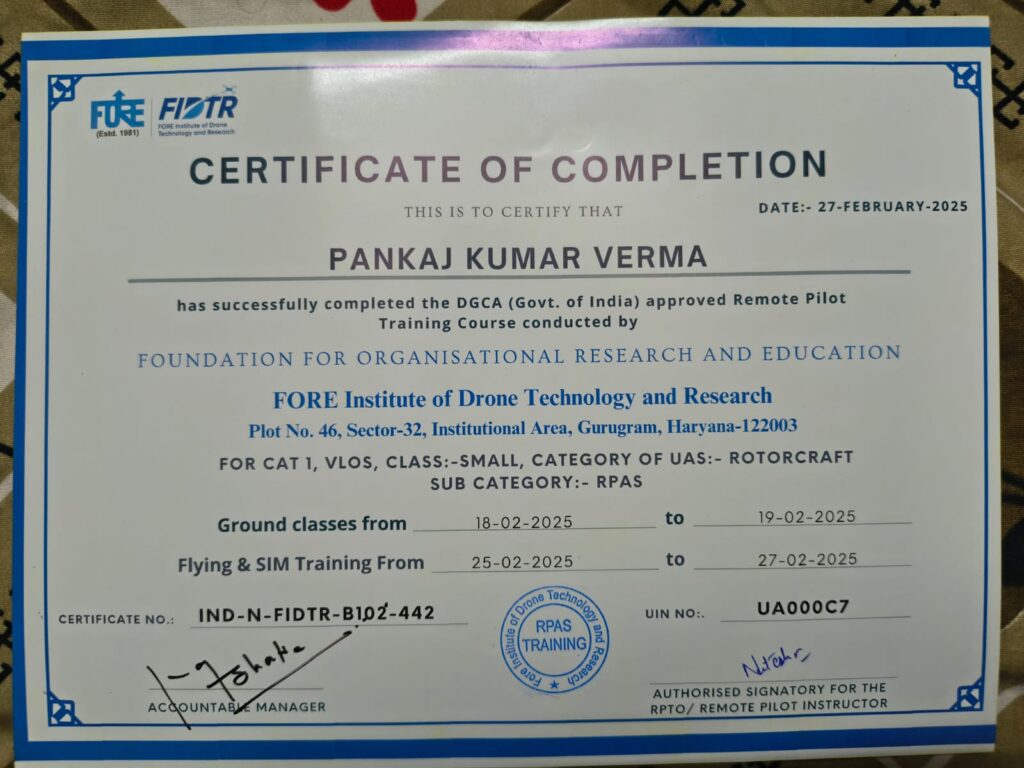 FORE
(Estd. 1981)
FIDTR
FORE Institute of Drone
Technology and Research
CERTIFICATE OF COMPLETION
THIS IS TO CERTIFY THAT
DATE:- 27-FEBRUARY-2025
PANKAJ KUMAR VERMA
has successfully completed the DGCA (Govt. of India) approved Remote Pilot
Training Course conducted by
FOUNDATION FOR ORGANISATIONAL RESEARCH AND EDUCATION
FORE Institute of Drone Technology and Research
Plot No. 46, Sector-32, Institutional Area, Gurugram, Haryana-122003
FOR CAT 1, VLOS, CLASS:-SMALL, CATEGORY OF UAS:- ROTORCRAFT
SUB CATEGORY:- RPAS
Ground classes from 18-02-2025 to 19-02-2025
Flying & SIM Training From 25-02-2025 to 27-02-2025
CERTIFICATE NO.: IND-N-FIDTR-B102-442
Fore Institute of Drone Technology and Research
RPAS
TRAINING
UIN NO:. UA000C7
ACCOUNTABLE MANAGER
AUTHORISED SIGNATORY FOR THE
RPTO/ REMOTE PILOT INSTRUCTOR